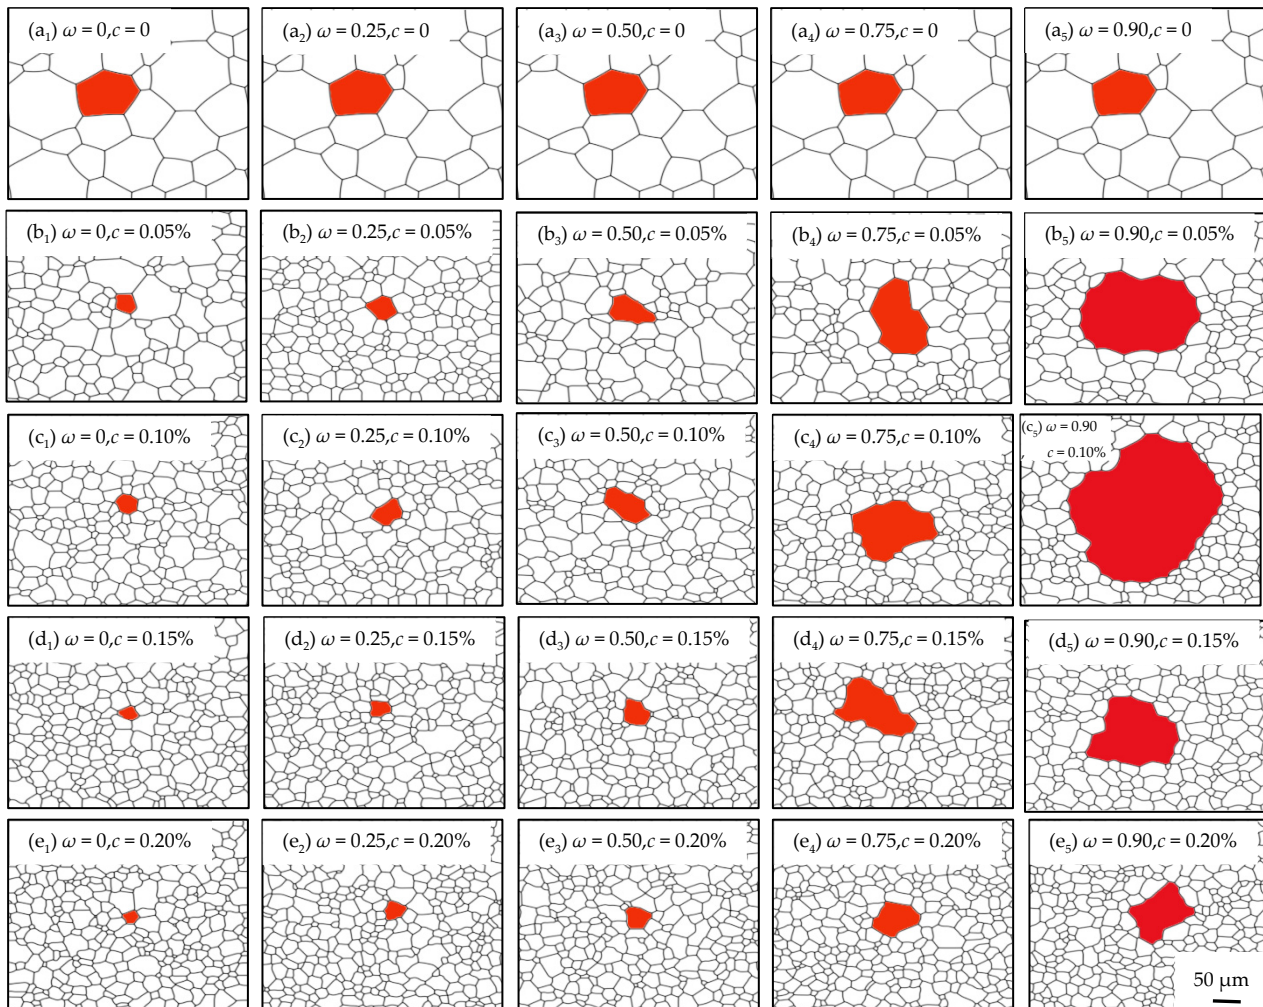 (a₁) ω = 0,c = 0
(a₂) ω = 0.25,c = 0
(a₃) ω = 0.50,c = 0
(a₄) ω = 0.75,c = 0
(a₅) ω = 0.90,c = 0
(b₁) ω = 0,c = 0.05%
(b₂) ω = 0.25,c = 0.05%
(b₃) ω = 0.50,c = 0.05%
(b₄) ω = 0.75,c = 0.05%
(b₅) ω = 0.90,c = 0.05%
(c₁) ω = 0,c = 0.10%
(c₂) ω = 0.25,c = 0.10%
(c₃) ω = 0.50,c = 0.10%
(c₄) ω = 0.75,c = 0.10%
(c₅) ω = 0.90
c = 0.10%
(d₁) ω = 0,c = 0.15%
(d₂) ω = 0.25,c = 0.15%
(d₃) ω = 0.50,c = 0.15%
(d₄) ω = 0.75,c = 0.15%
(d₅) ω = 0.90,c = 0.15%
(e₁) ω = 0,c = 0.20%
(e₂) ω = 0.25,c = 0.20%
(e₃) ω = 0.50,c = 0.20%
(e₄) ω = 0.75,c = 0.20%
(e₅) ω = 0.90,c = 0.20%
50 μm